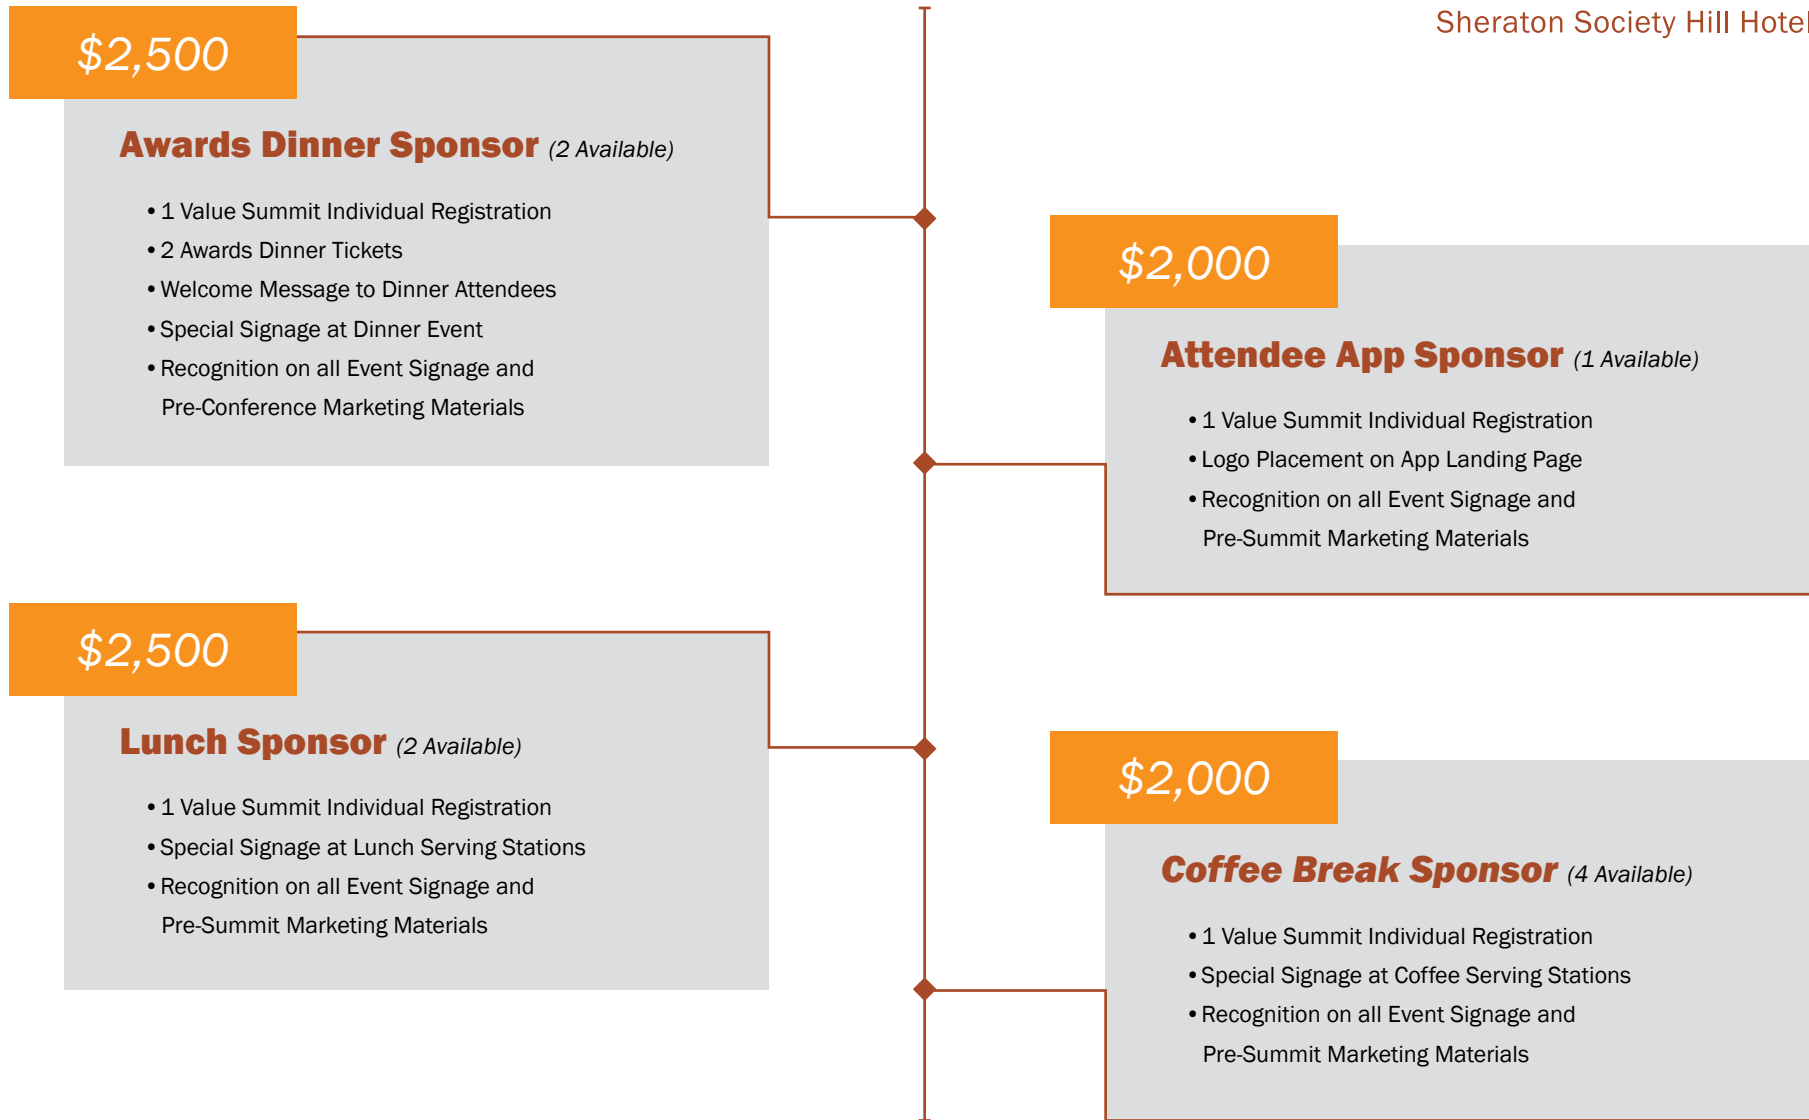 Sheraton Society Hill Hotel
$2,500
Awards Dinner Sponsor (2 Available)
• 1 Value Summit Individual Registration
• 2 Awards Dinner Tickets
• Welcome Message to Dinner Attendees
• Special Signage at Dinner Event
• Recognition on all Event Signage and
Pre-Conference Marketing Materials
$2,000
Attendee App Sponsor (1 Available)
• 1 Value Summit Individual Registration
• Logo Placement on App Landing Page
• Recognition on all Event Signage and
Pre-Summit Marketing Materials
$2,500
Lunch Sponsor (2 Available)
• 1 Value Summit Individual Registration
• Special Signage at Lunch Serving Stations
• Recognition on all Event Signage and
Pre-Summit Marketing Materials
$2,000
Coffee Break Sponsor (4 Available)
• 1 Value Summit Individual Registration
• Special Signage at Coffee Serving Stations
• Recognition on all Event Signage and
Pre-Summit Marketing Materials